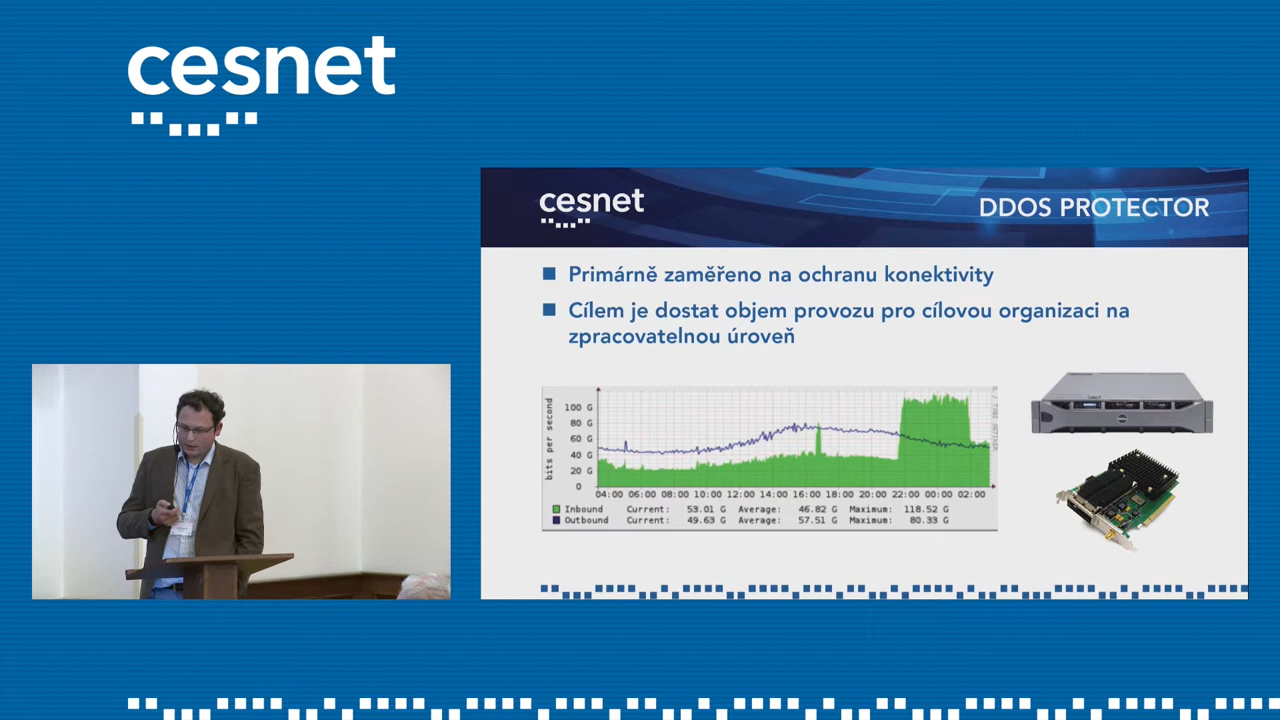 cesnet
cesnet
DDOS PROTECTOR
Primárně zaměřeno na ochranu konektivity
Cílem je dostat objem provozu pro cílovou organizaci na
zpracovatelnou úroveň
bits per second
100 G
80 G
60 G
40 G
20 G
0
04:00 06:00 08:00 10:00 12:00 14:00 16:00 18:00 20:00 22:00 00:00 02:00
Inbound Current: 53.01 G Average: 46.82 G Maximum: 118.52 G
Outbound Current: 49.63 G Average: 57.51 G Maximum: 80.33 G